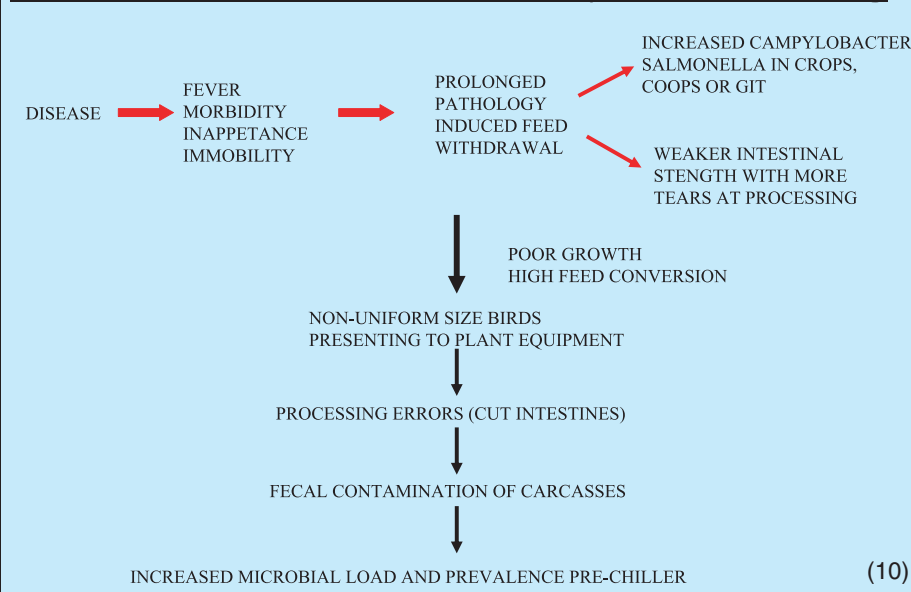 DISEASE
FEVER
MORBIDITY
INAPPETANCE
IMMOBILITY
PROLONGED
PATHOLOGY
INDUCED FEED
WITHDRAWAL
INCREASED CAMPYLOBACTER
SALMONELLA IN CROPS,
COOPS OR GIT
WEAKER INTESTINAL
STENGTH WITH MORE
TEARS AT PROCESSING
POOR GROWTH
HIGH FEED CONVERSION
NON-UNIFORM SIZE BIRDS
PRESENTING TO PLANT EQUIPMENT
PROCESSING ERRORS (CUT INTESTINES)
FECAL CONTAMINATION OF CARCASSES
INCREASED MICROBIAL LOAD AND PREVALENCE PRE-CHILLER
(10)